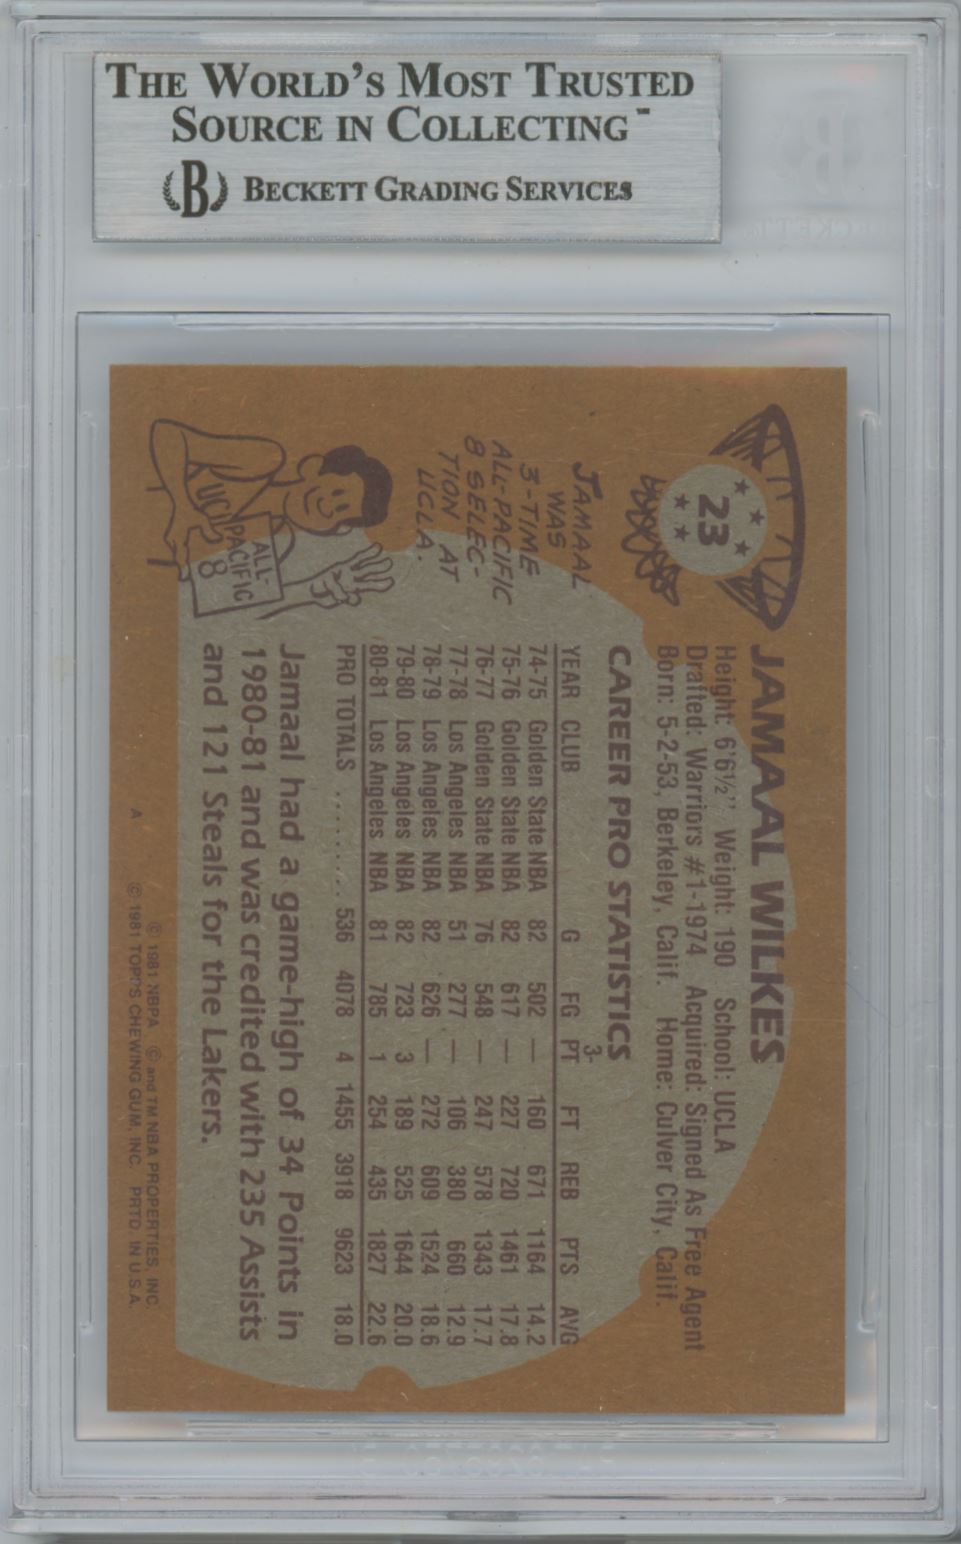 THE WORLD'S MOST TRUSTED
SOURCE IN COLLECTING
B BECKETT GRADING SERVICES
23
JAMAAL WILKES
Height: 6'6½" Weight: 190 School: UCLA
Drafted: Warriors #1-1974 Acquired: Signed As Free Agent
Born: 5-2-53, Berkeley, Calif. Home: Culver City, Calif.
CAREER PRO STATISTICS
YEAR CLUB G FG 3-PT FT REB PTS AVG
74-75 Golden State NBA 82 502 — 160 671 1164 14.2
75-76 Golden State NBA 82 617 — 227 720 1461 17.8
76-77 Golden State NBA 76 548 — 247 578 1343 17.7
77-78 Los Angeles NBA 51 277 — 106 380 660 12.9
78-79 Los Angeles NBA 82 626 — 272 609 1524 18.6
79-80 Los Angeles NBA 82 723 3 189 525 1644 20.0
80-81 Los Angeles NBA 81 785 1 254 435 1827 22.6
PRO TOTALS ......... 536 4078 4 1455 3918 9623 18.0
Jamaal had a game-high of 34 Points in
1980-81 and was credited with 235 Assists
and 121 Steals for the Lakers.
JAMAAL
WAS
3-TIME
ALL-PACIFIC
8 SELEC-
TION AT
UCLA.
ALL-
PACIFIC
8
UCLA
© 1981 NBPA © and TM NBA PROPERTIES, INC.
A © 1981 TOPPS CHEWING GUM, INC. PRTD. IN U.S.A.